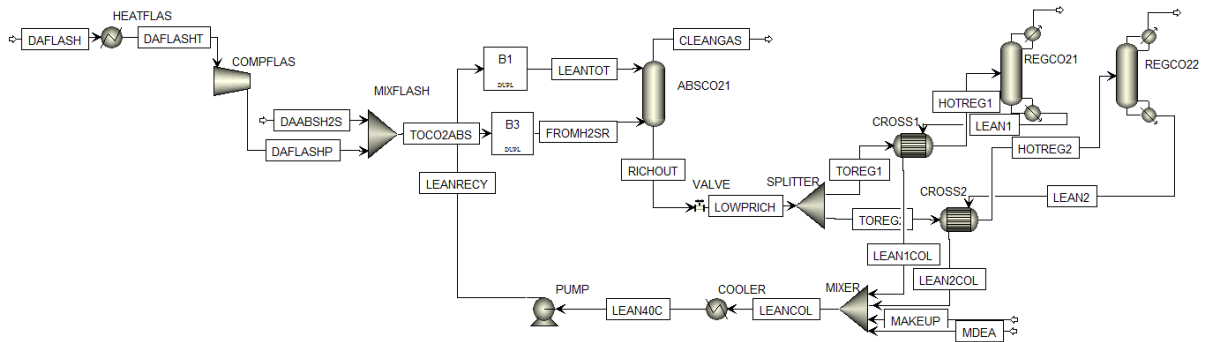 HEATFLAS
DAFLASH
DAFLASHT
COMPFLAS
MIXFLASH
DAABSH2S
DAFLASHP
TOCO2ABS
LEANRECY
B1
DUPL
LEANTOT
B3
DUPL
FROMH2SR
CLEANGAS
ABSCO21
RICHOUT
VALVE
LOWPRICH
SPLITTER
TOREG1
TOREG2
CROSS1
HOTREG1
LEAN1
REGCO21
REGCO22
HOTREG2
CROSS2
LEAN2
LEAN1COL
LEAN2COL
MIXER
MAKEUP
MDEA
LEANCOL
COOLER
LEAN40C
PUMP